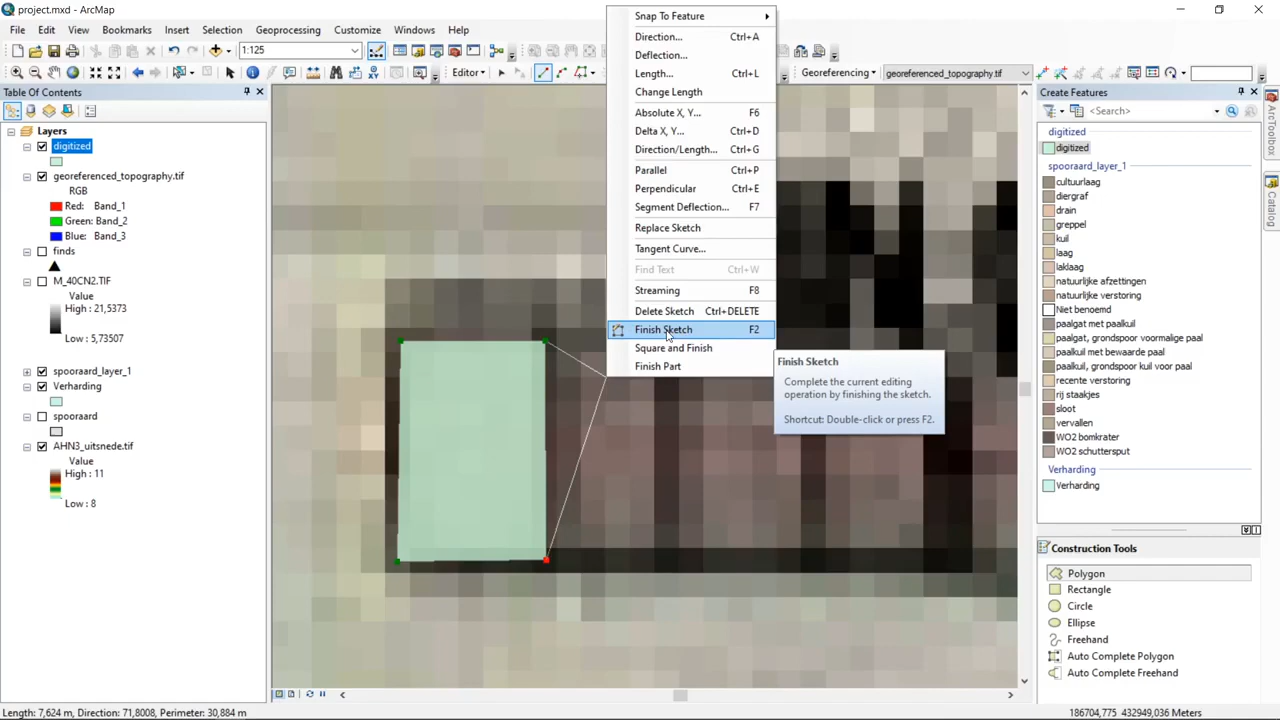 project.mxd - ArcMap
File Edit View Bookmarks Insert Selection Geoprocessing Customize Windows Help
1:125
Editor
Georeferencing
georeferenced_topography.tif
Table Of Contents
Layers
digitized
georeferenced_topography.tif
RGB
Red: Band_1
Green: Band_2
Blue: Band_3
finds
M_40CN2.TIF
Value
High : 21,5373
Low : 5,73507
spooraard_layer_1
Verharding
spooraard
AHN3_uitsnede.tif
Value
High : 11
Low : 8
Snap To Feature
Direction... Ctrl+A
Deflection...
Length... Ctrl+L
Change Length
Absolute X, Y... F6
Delta X, Y... Ctrl+D
Direction/Length... Ctrl+G
Parallel Ctrl+P
Perpendicular Ctrl+E
Segment Deflection... F7
Replace Sketch
Tangent Curve...
Find Text Ctrl+W
Streaming F8
Delete Sketch Ctrl+DELETE
Finish Sketch F2
Square and Finish
Finish Part
Finish Sketch
Complete the current editing
operation by finishing the sketch.
Shortcut: Double-click or press F2.
Create Features
<Search>
digitized
digitized
spooraard_layer_1
cultuurlaag
diergraf
drain
greppel
kuil
laag
laklaag
natuurlijke afzettingen
natuurlijke verstoring
Niet benoemd
paalgat met paalkuil
paalgat, grondspoor voormalige paal
paalkuil met bewaarde paal
paalkuil, grondspoor kuil voor paal
recente verstoring
rij staakjes
sloot
vervallen
WO2 bomkrater
WO2 schuttersput
Verharding
Verharding
Construction Tools
Polygon
Rectangle
Circle
Ellipse
Freehand
Auto Complete Polygon
Auto Complete Freehand
ArcToolbox
Catalog
Length: 7,624 m, Direction: 71,8008, Perimeter: 30,884 m
186704,775 432949,036 Meters